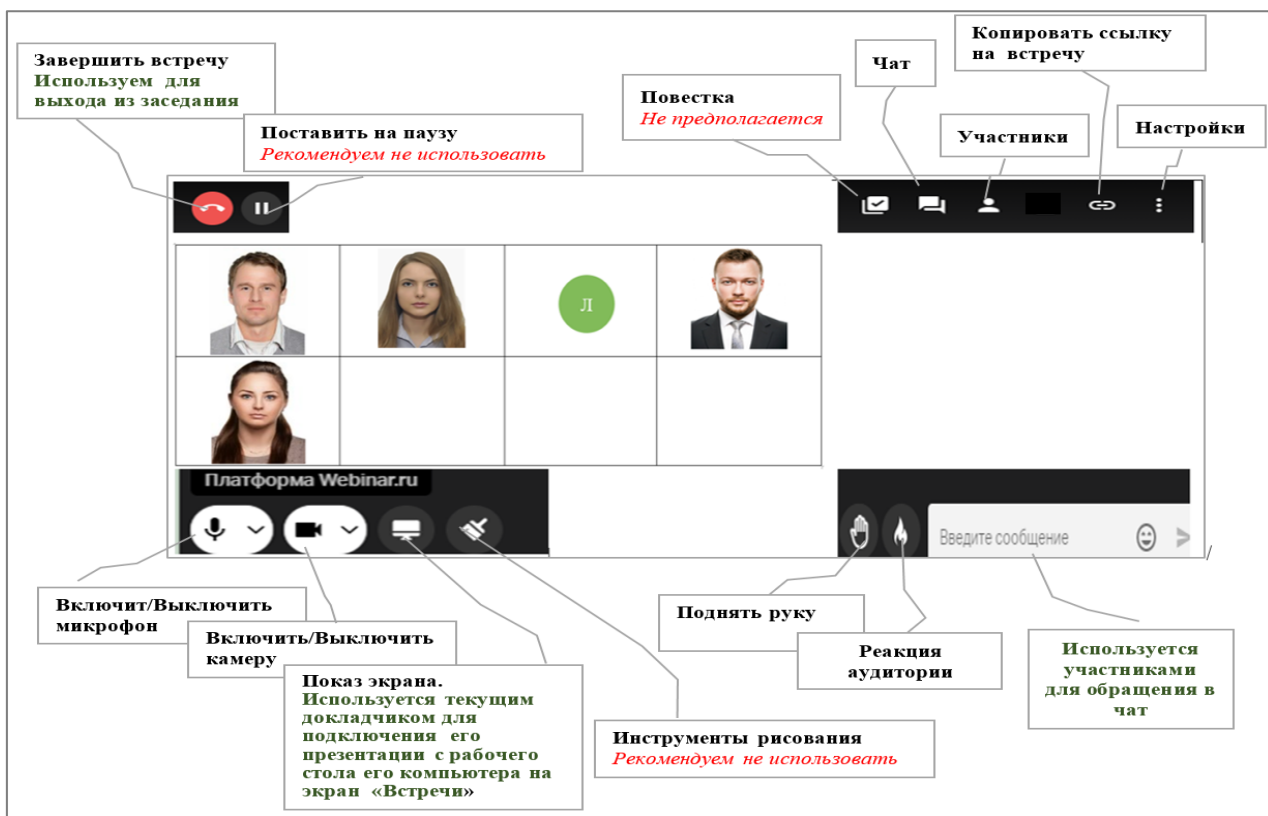 Завершить встречу
Используем для
выхода из заседания
Поставить на паузу
Рекомендуем не использовать
Повестка
Не предполагается
Чат
Копировать ссылку
на встречу
Участники
Настройки
Л
Платформа Webinar.ru
Введите сообщение
/
Включит/Выключить
микрофон
Включить/Выключить
камеру
Показ экрана.
Используется текущим
докладчиком для
подключения его
презентации с рабочего
стола его компьютера на
экран «Встречи»
Инструменты рисования
Рекомендуем не использовать
Поднять руку
Реакция
аудитории
Используется
участниками
для обращения в
чат